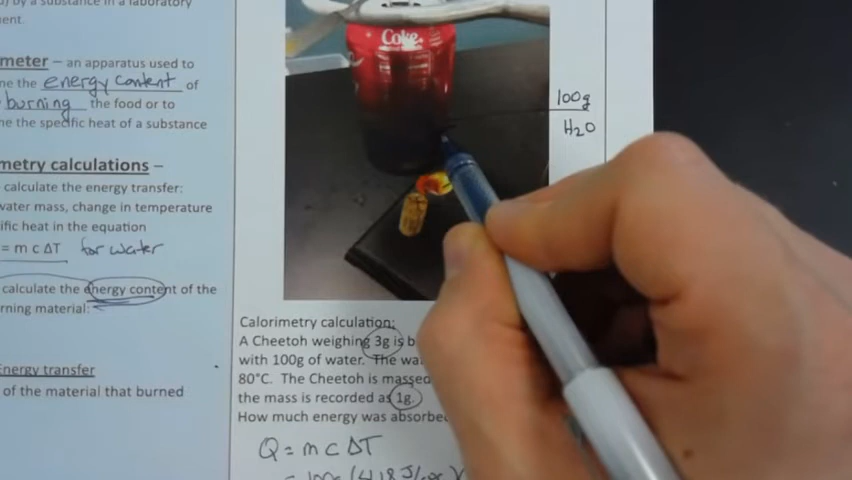 by a substance in a laboratory
ent.
meter – an apparatus used to
ne the energy content of
burning the food or to
ne the specific heat of a substance
metry calculations –
calculate the energy transfer:
water mass, change in temperature
ific heat in the equation
= m c ΔT for water
calculate the energy content of the
rning material:
Energy transfer
of the material that burned
Coke
100g
H2O
Calorimetry calculation:
A Cheetoh weighing 3g is b
with 100g of water. The wa
80°C. The Cheetoh is massed
the mass is recorded as 1g.
How much energy was absorbe
Q = m c ΔT